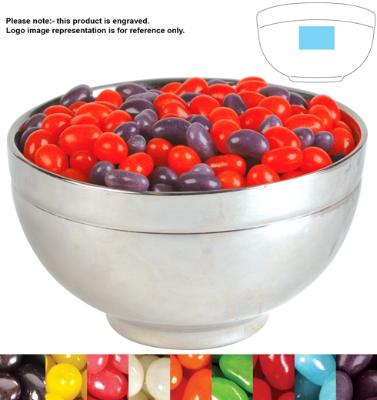 Please note:- this product is engraved.
Logo image representation is for reference only.